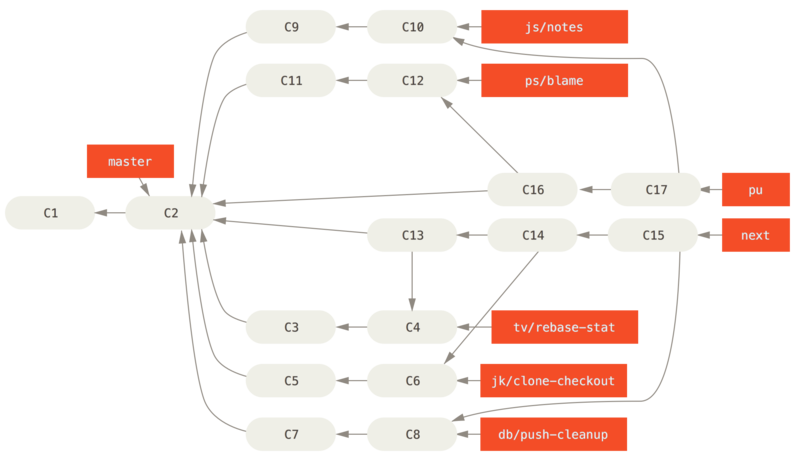 C9 C10 js/notes
C11 C12 ps/blame
master
C16 C17 pu
C1 C2
C13 C14 C15 next
C3 C4 tv/rebase-stat
C5 C6 jk/clone-checkout
C7 C8 db/push-cleanup